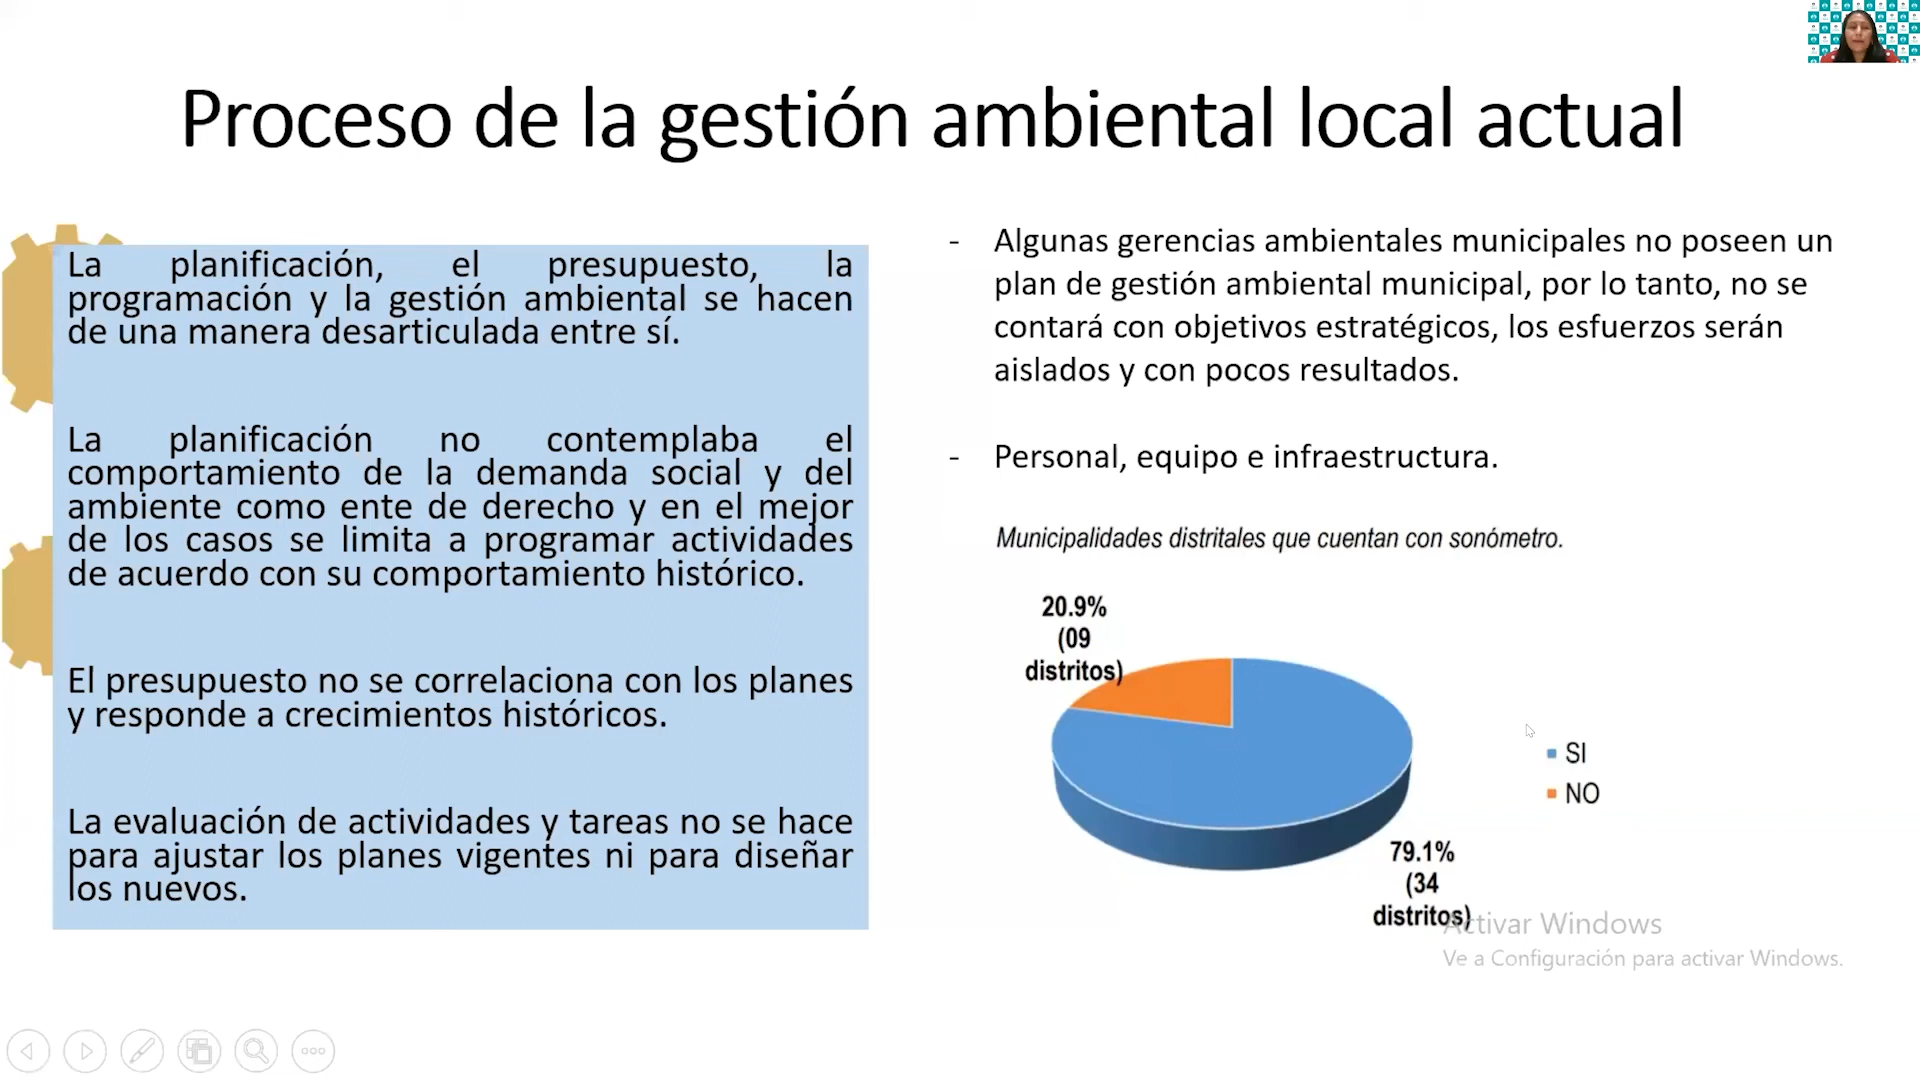 Proceso de la gestión ambiental local actual
La planificación, el presupuesto, la
programación y la gestión ambiental se hacen
de una manera desarticulada entre sí.
La planificación no contemplaba el
comportamiento de la demanda social y del
ambiente como ente de derecho y en el mejor
de los casos se limita a programar actividades
de acuerdo con su comportamiento histórico.
El presupuesto no se correlaciona con los planes
y responde a crecimientos históricos.
La evaluación de actividades y tareas no se hace
para ajustar los planes vigentes ni para diseñar
los nuevos.
- Algunas gerencias ambientales municipales no poseen un
plan de gestión ambiental municipal, por lo tanto, no se
contará con objetivos estratégicos, los esfuerzos serán
aislados y con pocos resultados.
- Personal, equipo e infraestructura.
Municipalidades distritales que cuentan con sonómetro.
20.9%
(09
distritos)
SI
NO
79.1%
(34
distritos)
Activar Windows
Ve a Configuración para activar Windows.